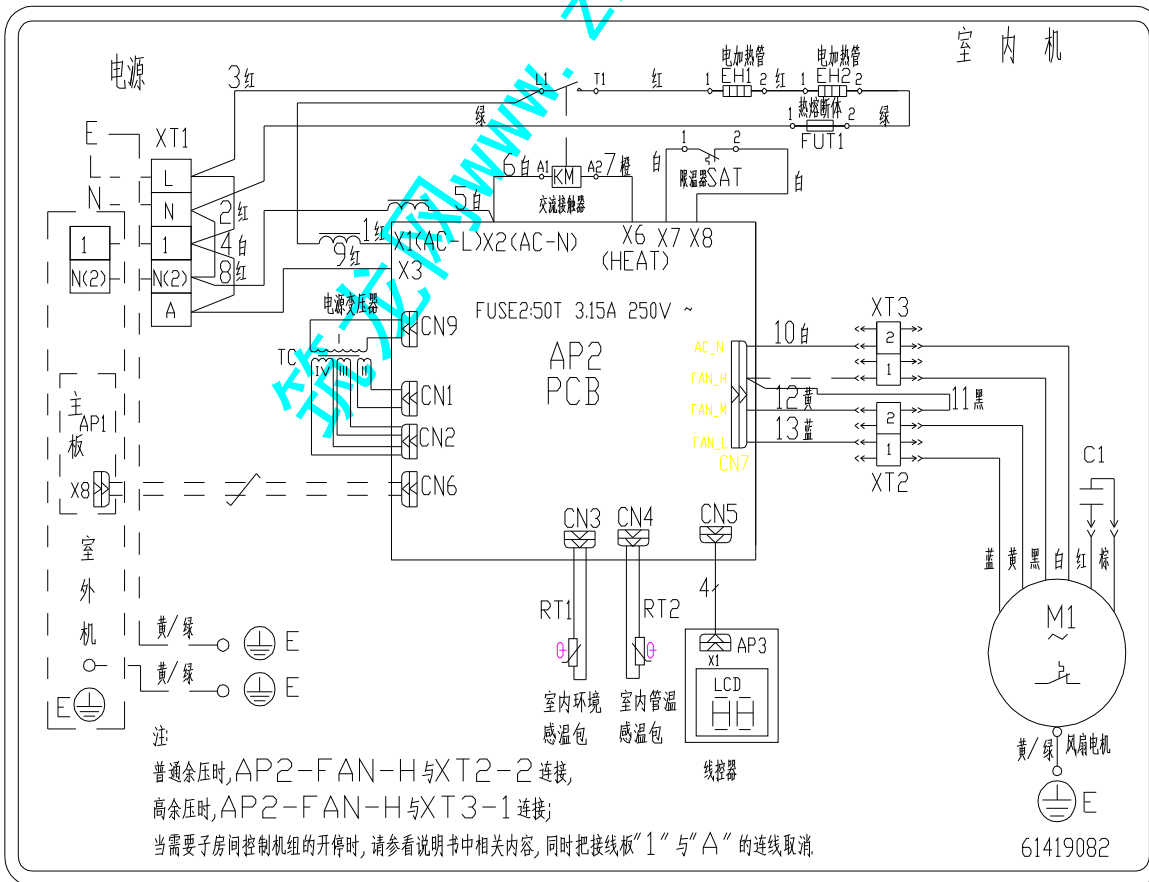 室 内 机
电源
3红
L1
T1
红
电加热管
1 EH1 2
红
电加热管
1 EH2 2
热熔断体
1 2
FUT1
绿
绿
E
L
N
XT1
L
N
1
N(2)
A
1
N(2)
2红
4白
8红
5白
6白
A1 KM A2
7橙
交流接触器
白
1 2
限温器SAT
白
1红
9红
X1(AC-L)X2(AC-N)
X6
(HEAT)
X7 X8
X3
FUSE2:50T 3.15A 250V ~
AP2
PCB
电源变压器
TC
I
IV III II
CN9
CN1
CN2
CN6
AC_N
FAN_H
FAN_M
FAN_L
CN7
10白
12黄
11黑
13蓝
XT3
2
1
2
1
XT2
C1
主板
AP1
X8
室外机
E
黄/绿 E
黄/绿 E
CN3 CN4 CN5
RT1
θ
RT2
θ
4
室内环境
感温包
室内管温
感温包
AP3
X1
LCD
线控器
蓝 黄 黑 白 红 棕
M1
~
黄/绿
风扇电机
E
注:
普通余压时,AP2-FAN-H与XT2-2连接,
高余压时,AP2-FAN-H与XT3-1连接;
当需要子房间控制机组的开停时,请参看说明书中相关内容,同时把接线板"1"与"A"的连线取消.
61419082
筑龙网www.z